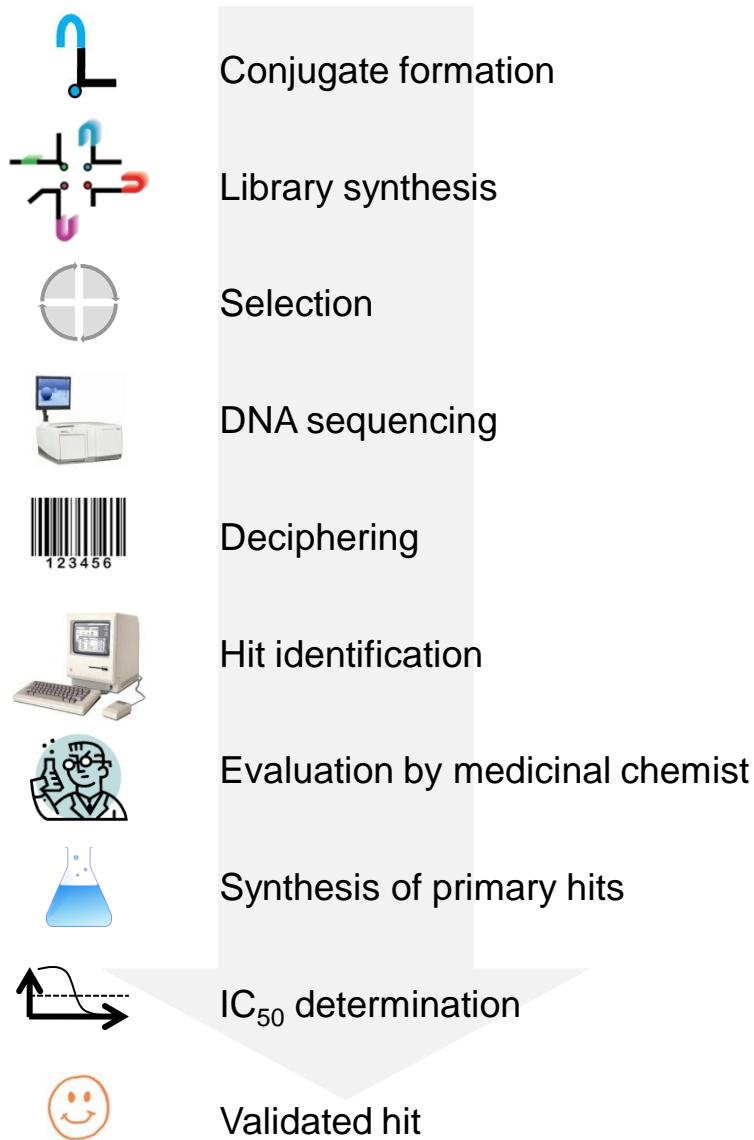 Conjugate formation
Library synthesis
Selection
DNA sequencing
123456
Deciphering
Hit identification
Evaluation by medicinal chemist
Synthesis of primary hits
IC₅₀ determination
Validated hit